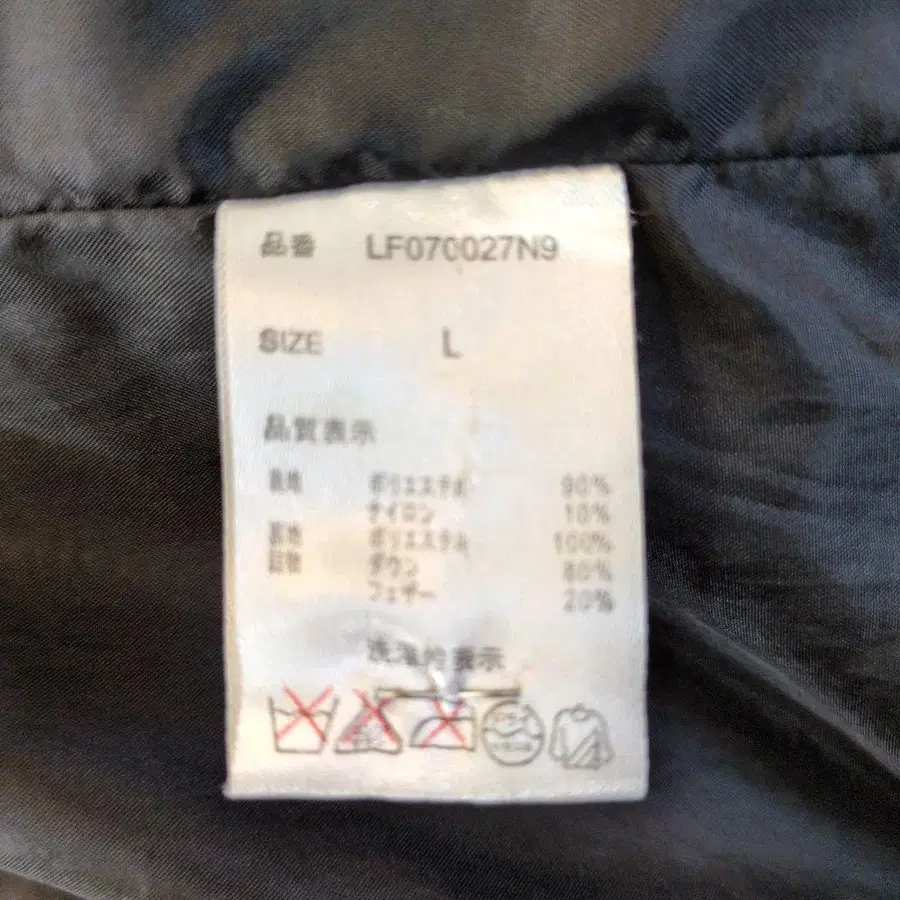 品番 LF070027N9
SIZE L
品質表示
表地 ポリエステル 90%
ナイロン 10%
裏地 ポリエステル 100%
詰物 ダウン 80%
フェザー 20%
洗濯的表示